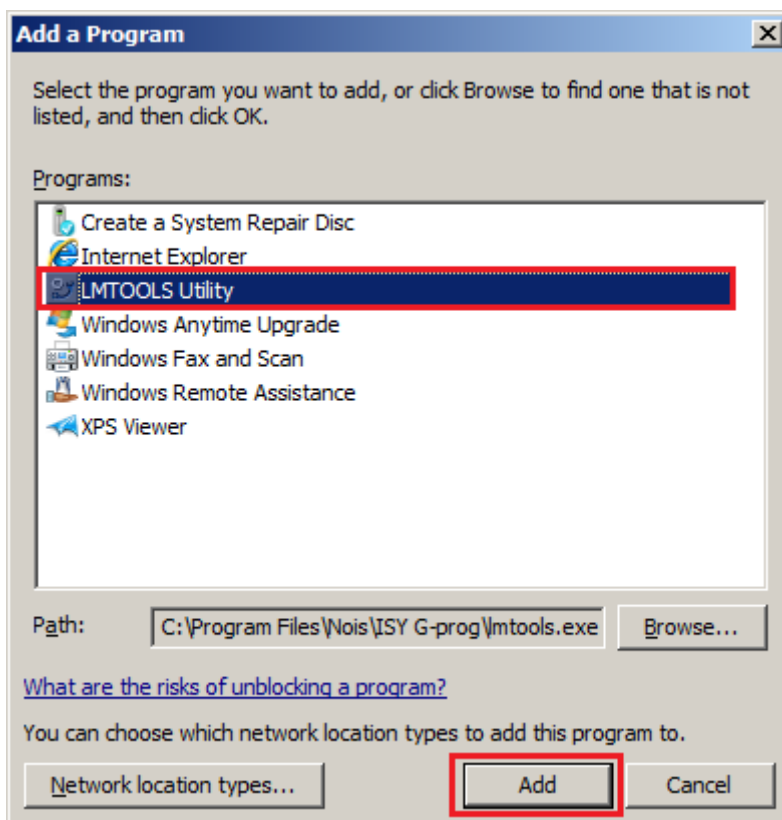 Add a Program
Select the program you want to add, or click Browse to find one that is not
listed, and then click OK.
Programs:
Create a System Repair Disc
Internet Explorer
LMTOOLS Utility
Windows Anytime Upgrade
Windows Fax and Scan
Windows Remote Assistance
XPS Viewer
Path: C:\Program Files\Nois\ISY G-prog\lmtools.exe Browse...
What are the risks of unblocking a program?
You can choose which network location types to add this program to.
Network location types... Add Cancel